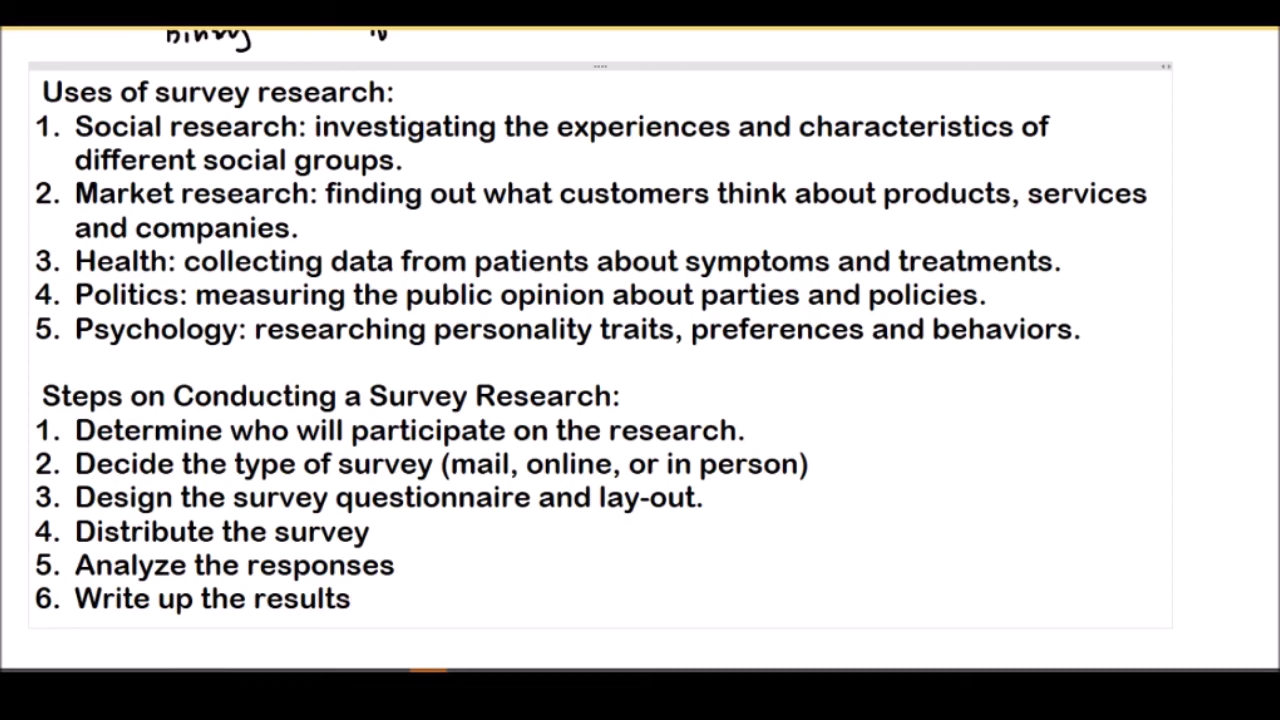 Uses of survey research:
1. Social research: investigating the experiences and characteristics of
different social groups.
2. Market research: finding out what customers think about products, services
and companies.
3. Health: collecting data from patients about symptoms and treatments.
4. Politics: measuring the public opinion about parties and policies.
5. Psychology: researching personality traits, preferences and behaviors.
Steps on Conducting a Survey Research:
1. Determine who will participate on the research.
2. Decide the type of survey (mail, online, or in person)
3. Design the survey questionnaire and lay-out.
4. Distribute the survey
5. Analyze the responses
6. Write up the results